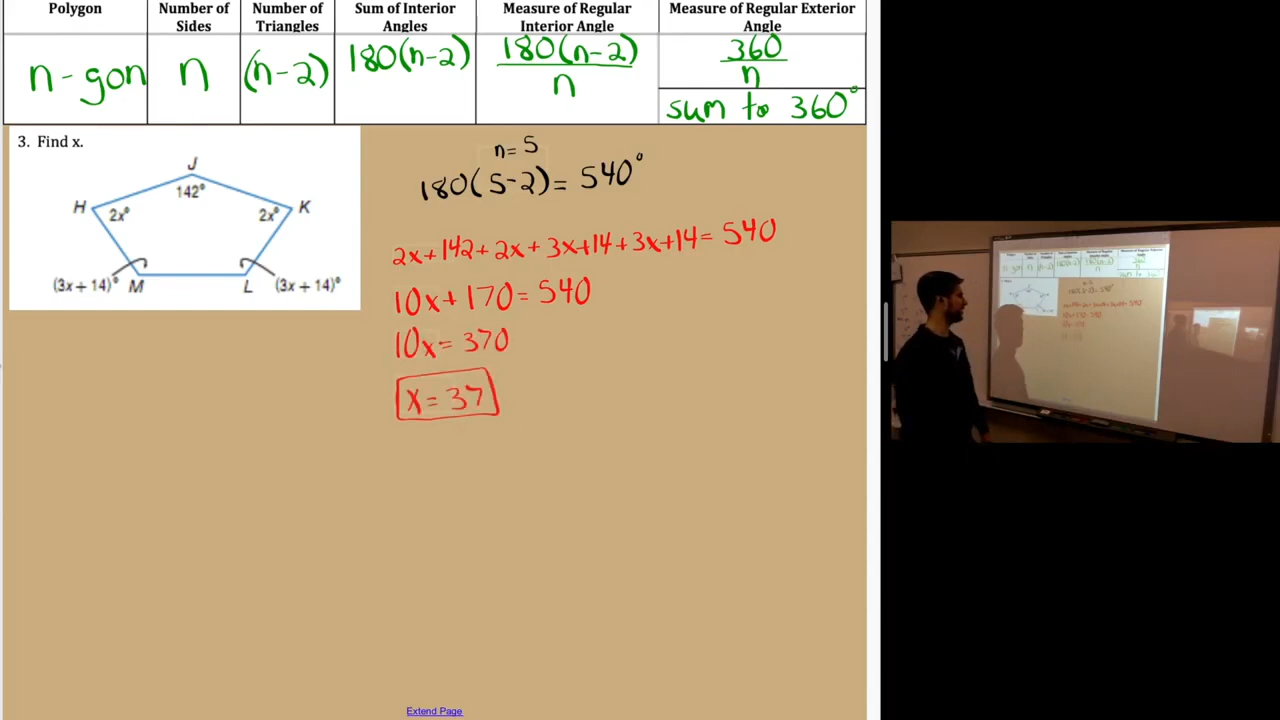 Polygon
Number of Sides
Number of Triangles
Sum of Interior Angles
Measure of Regular Interior Angle
Measure of Regular Exterior Angle
n-gon
n
(n-2)
180(n-2)
180(n-2)
n
360
n
sum to 360°
3. Find x.
J
142°
H
2x°
2x°
K
(3x + 14)°
M
L
(3x + 14)°
n=5
180(5-2)=540°
2x+142+2x+3x+14+3x+14=540
10x+170=540
10x=370
x=37
Extend Page